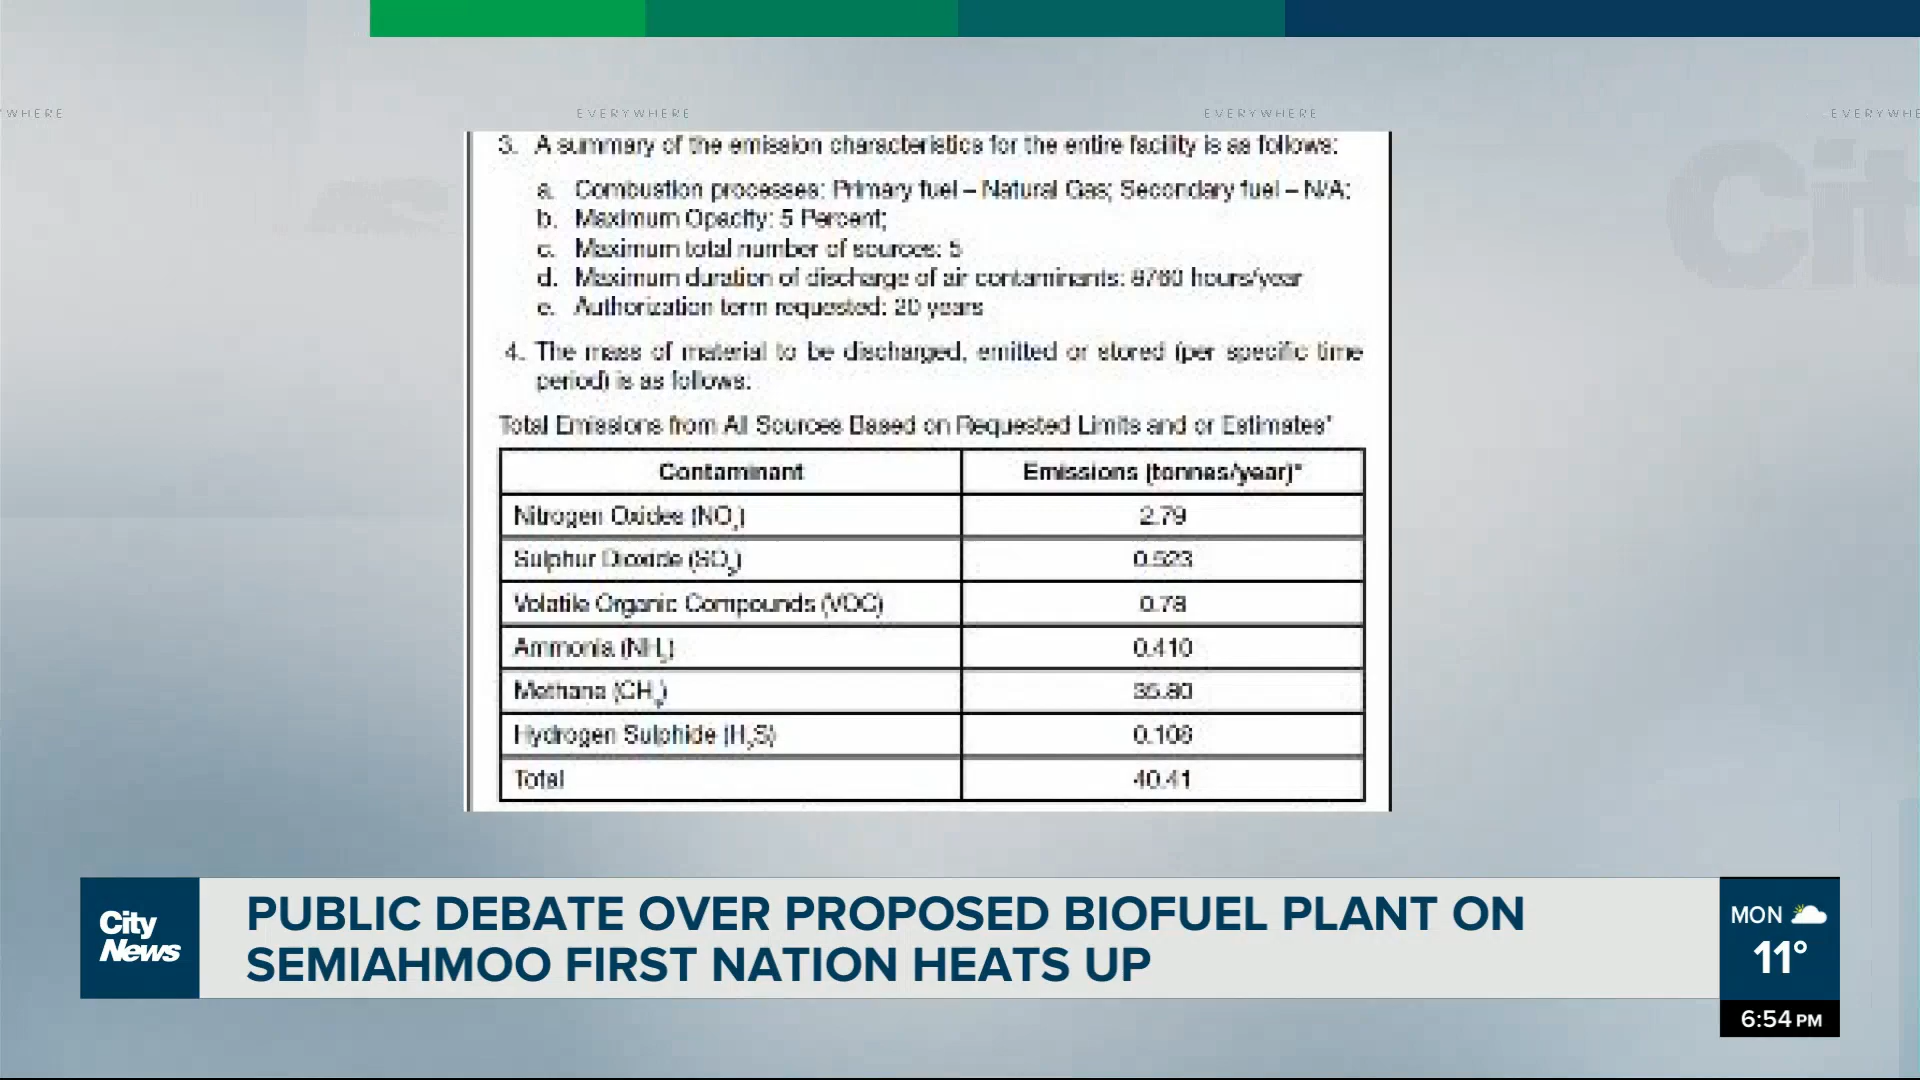 YWHERE EVERYWHERE EVERYWHERE EVERYWHE
Cit
3. A summary of the emission characteristics for the entire facility is as follows:
a. Combustion processes: Primary fuel – Natural Gas; Secondary fuel – N/A;
b. Maximum Opacity: 5 Percent;
c. Maximum total number of sources: 5
d. Maximum duration of discharge of air contaminants: 8760 hours/year
e. Authorization term requested: 20 years
4. The mass of material to be discharged, emitted or stored (per specific time
period) is as follows:
Total Emissions from All Sources Based on Requested Limits and or Estimates*
Contaminant Emissions (tonnes/year)*
Nitrogen Oxides (NOₓ) 2.79
Sulphur Dioxide (SO₂) 0.523
Volatile Organic Compounds (VOC) 0.78
Ammonia (NH₃) 0.410
Methane (CH₄) 35.80
Hydrogen Sulphide (H₂S)
Total 40.41
City
News
PUBLIC DEBATE OVER PROPOSED BIOFUEL PLANT ON
SEMIAHMOO FIRST NATION HEATS UP
MON
11°
6:54 PM